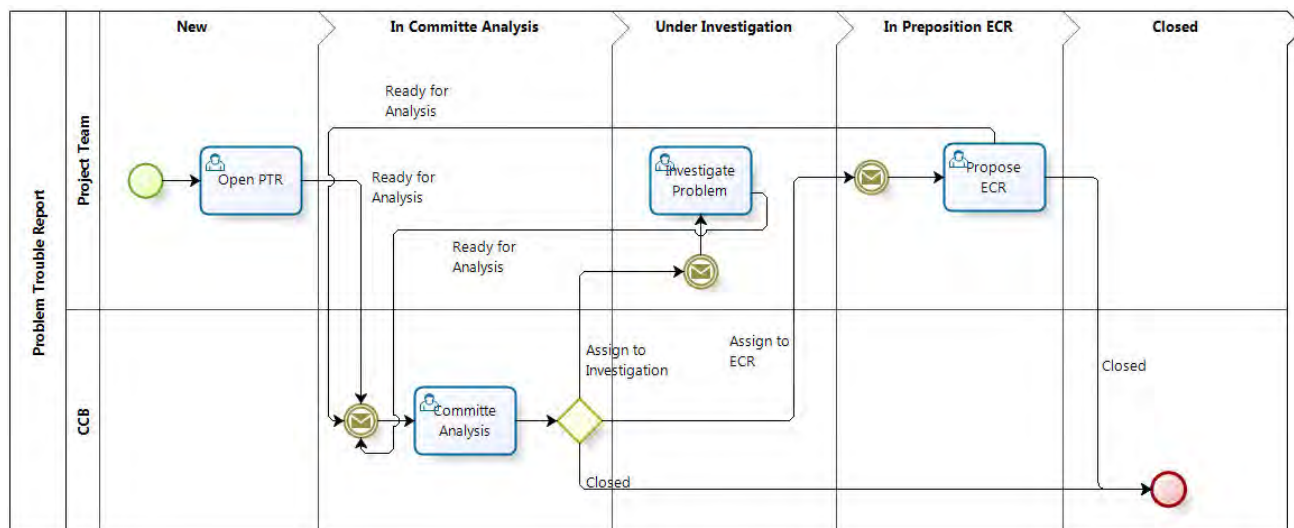 New
In Committe Analysis
Under Investigation
In Preposition ECR
Closed
Problem Trouble Report
Project Team
CCB
Ready for
Analysis
Open PTR
Ready for
Analysis
Investigate
Problem
Propose
ECR
Ready for
Analysis
Assign to
Investigation
Assign to
ECR
Closed
Committe
Analysis
Closed